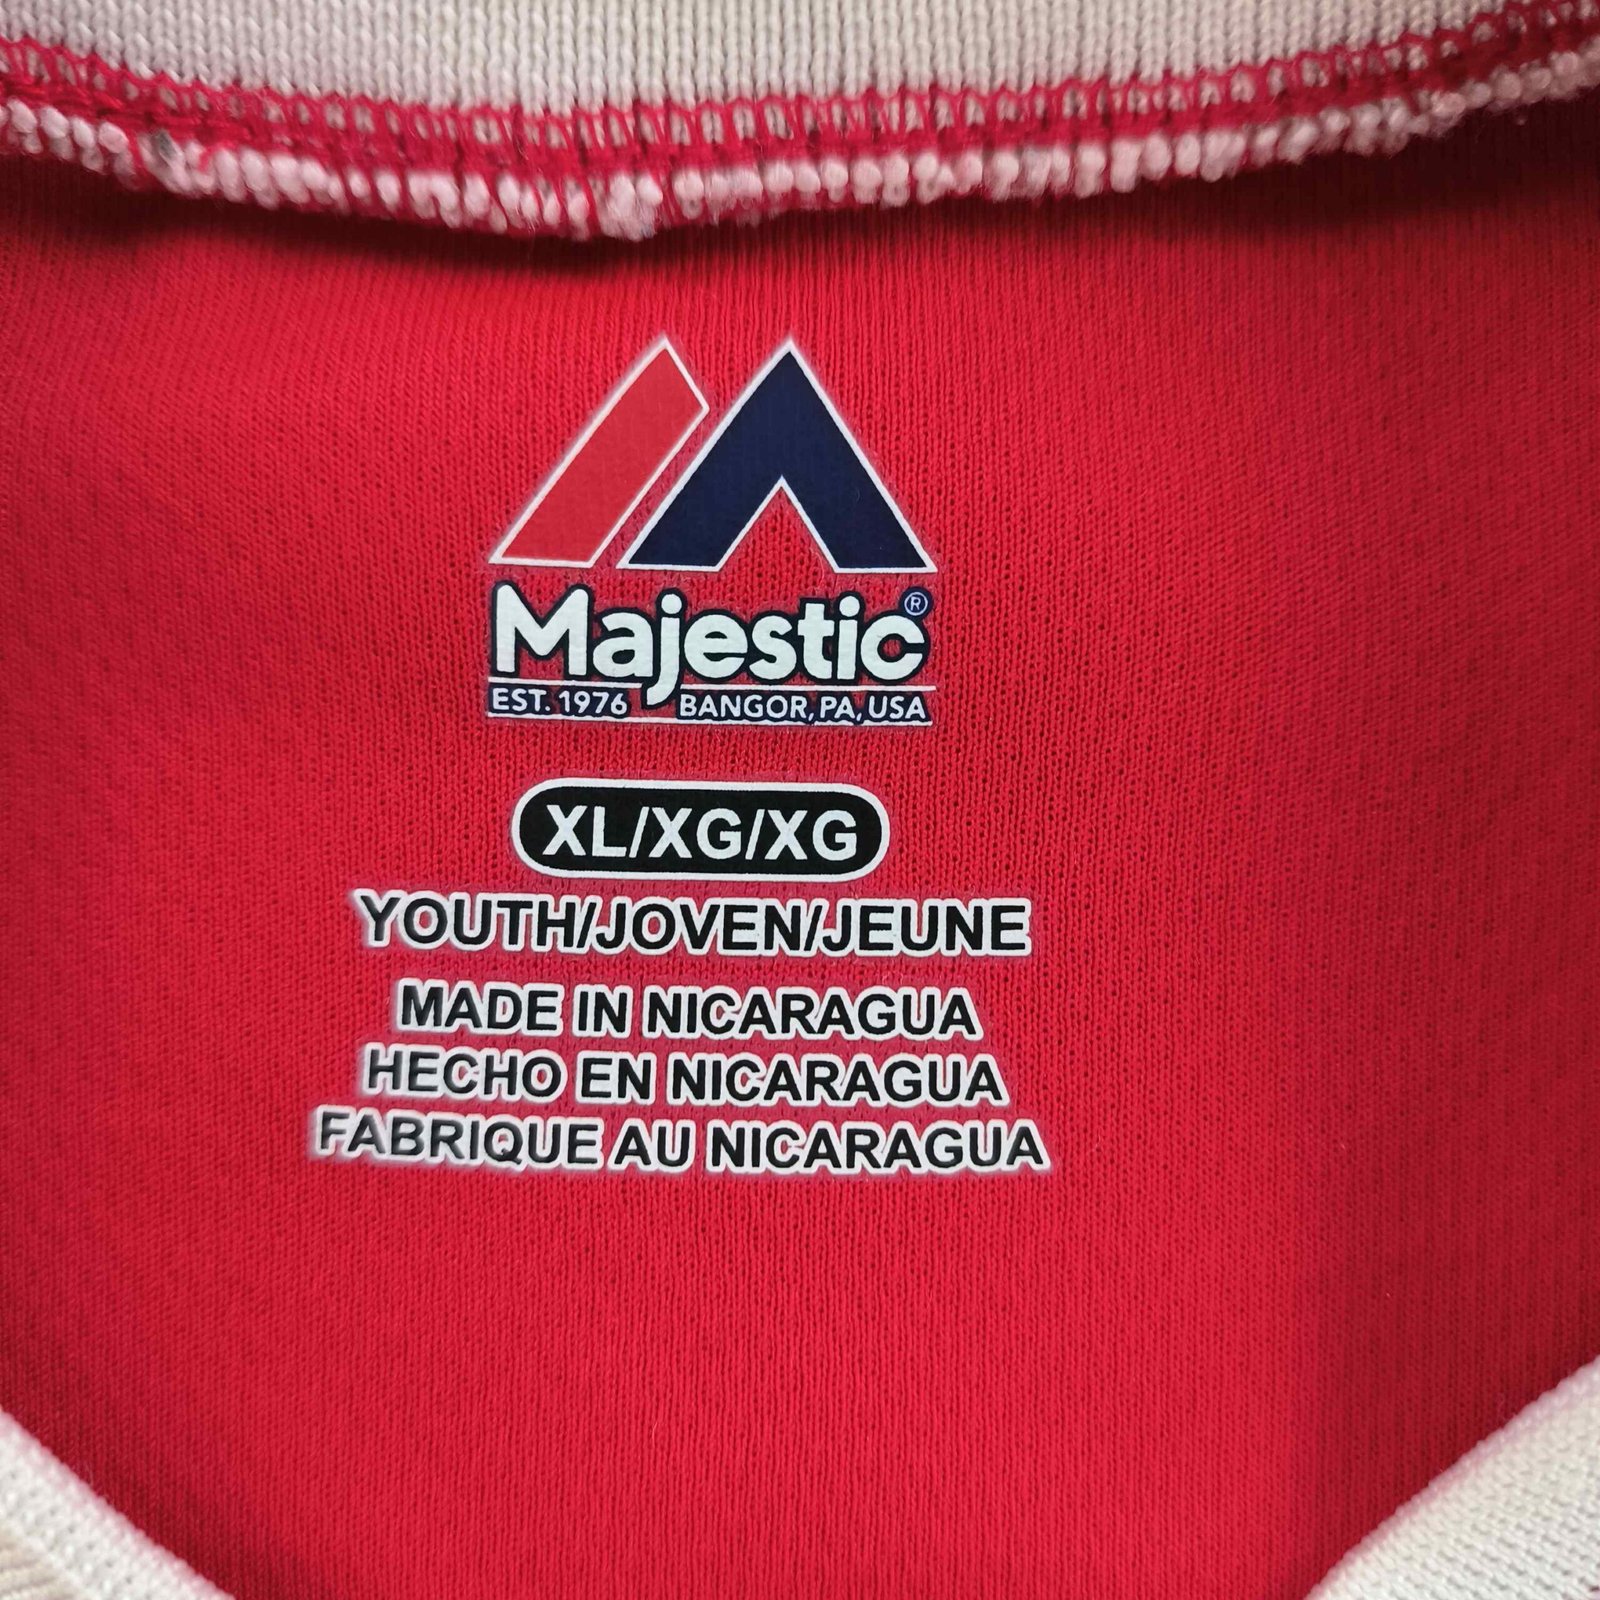 Majestic®
EST. 1976 BANGOR, PA, USA
XL/XG/XG
YOUTH/JOVEN/JEUNE
MADE IN NICARAGUA
HECHO EN NICARAGUA
FABRIQUE AU NICARAGUA